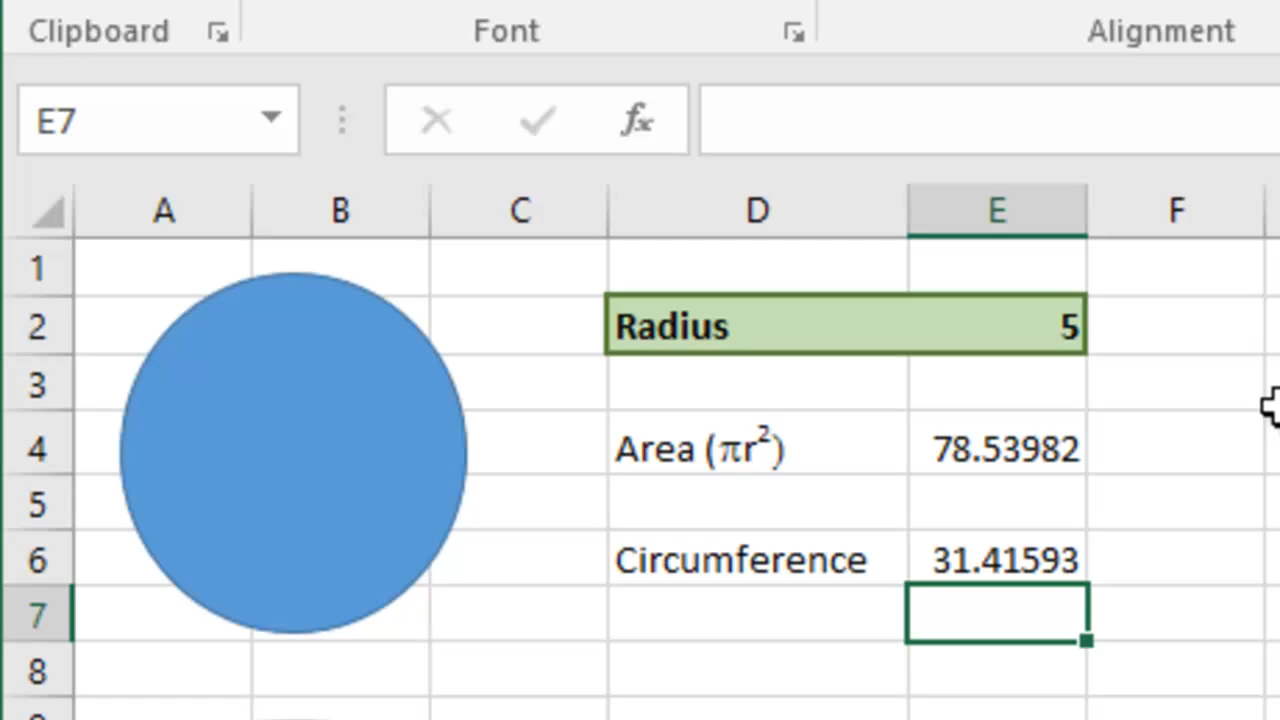 Clipboard Font Alignment
E7 fx
A B C D E F
1
2 Radius 5
3
4 Area (πr²) 78.53982
5
6 Circumference 31.41593
7
8